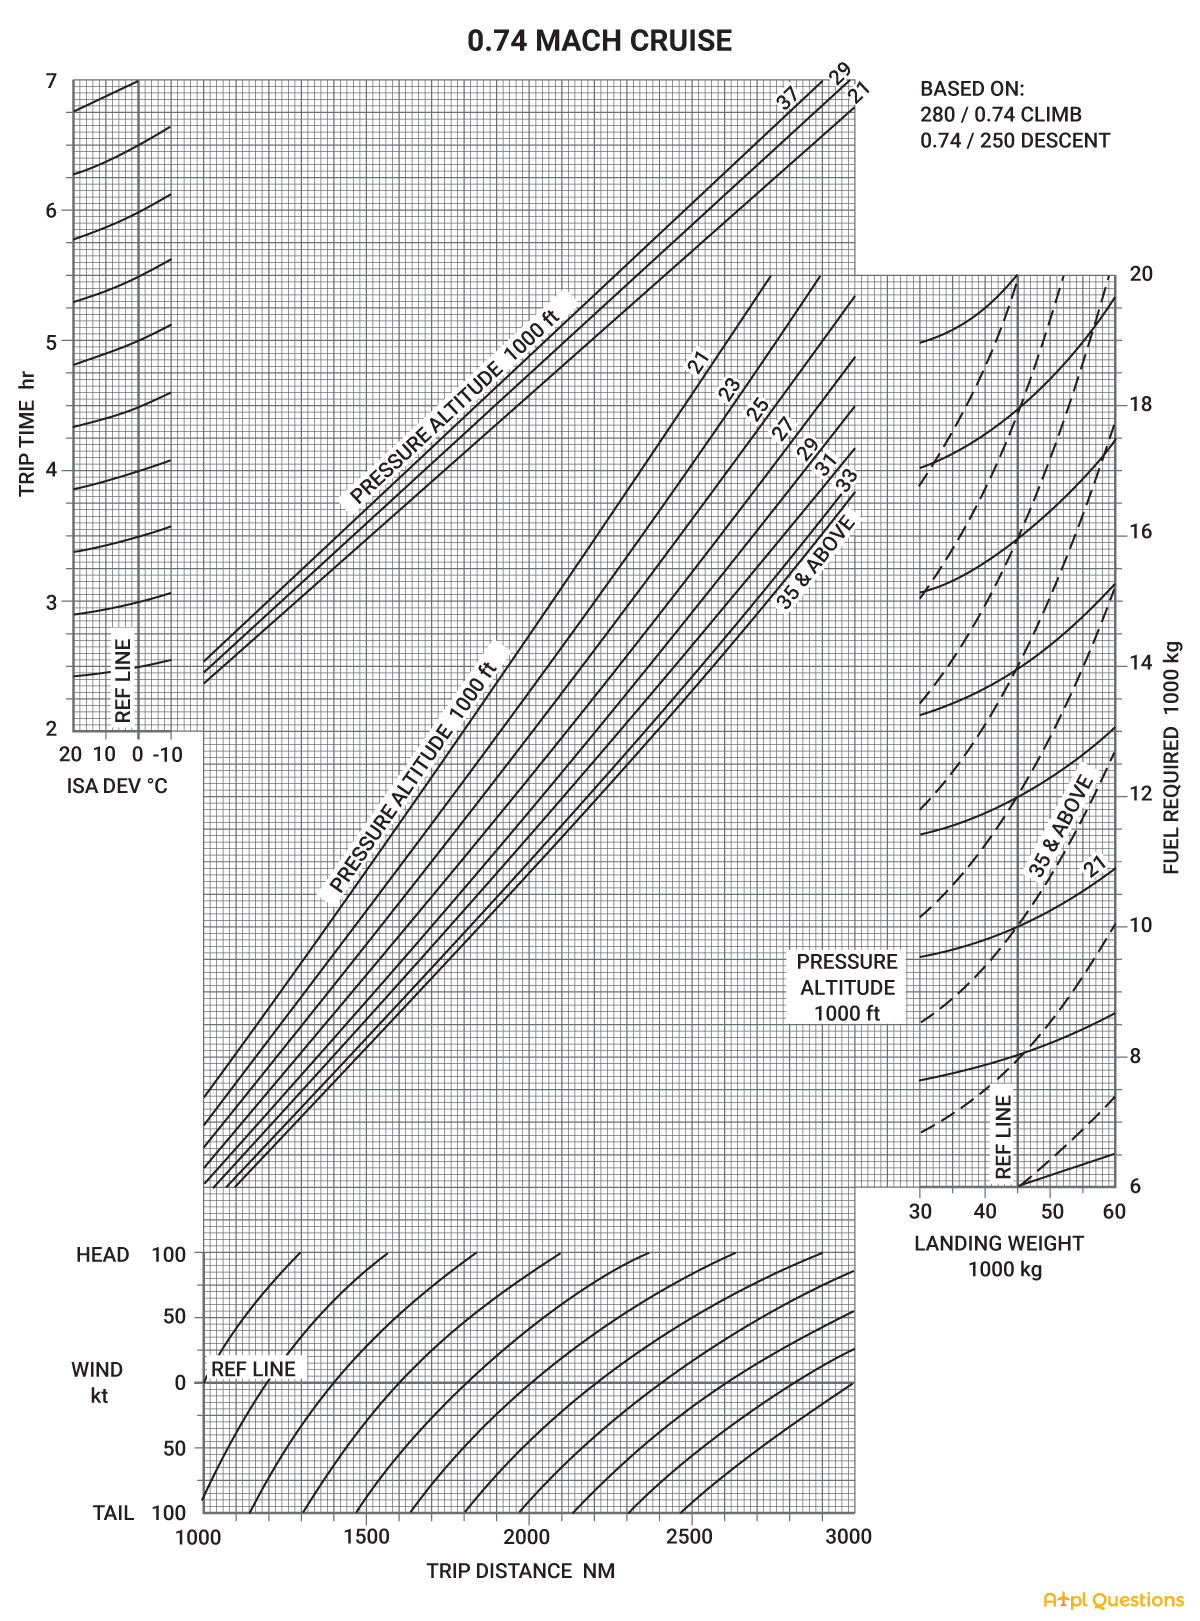 0.74 MACH CRUISE
BASED ON:
280 / 0.74 CLIMB
0.74 / 250 DESCENT
7
6
5
4
3
2
TRIP TIME hr
20 10 0 -10
ISA DEV °C
REF LINE
37
29
21
PRESSURE ALTITUDE 1000 ft
21
23
25
27
29
31
33
35 & ABOVE
PRESSURE ALTITUDE 1000 ft
20
18
16
14
12
10
8
6
FUEL REQUIRED 1000 kg
35 & ABOVE
21
PRESSURE
ALTITUDE
1000 ft
REF LINE
30 40 50 60
LANDING WEIGHT
1000 kg
HEAD 100
50
WIND
kt
0
50
TAIL 100
REF LINE
1000 1500 2000 2500 3000
TRIP DISTANCE NM
A pl Questions